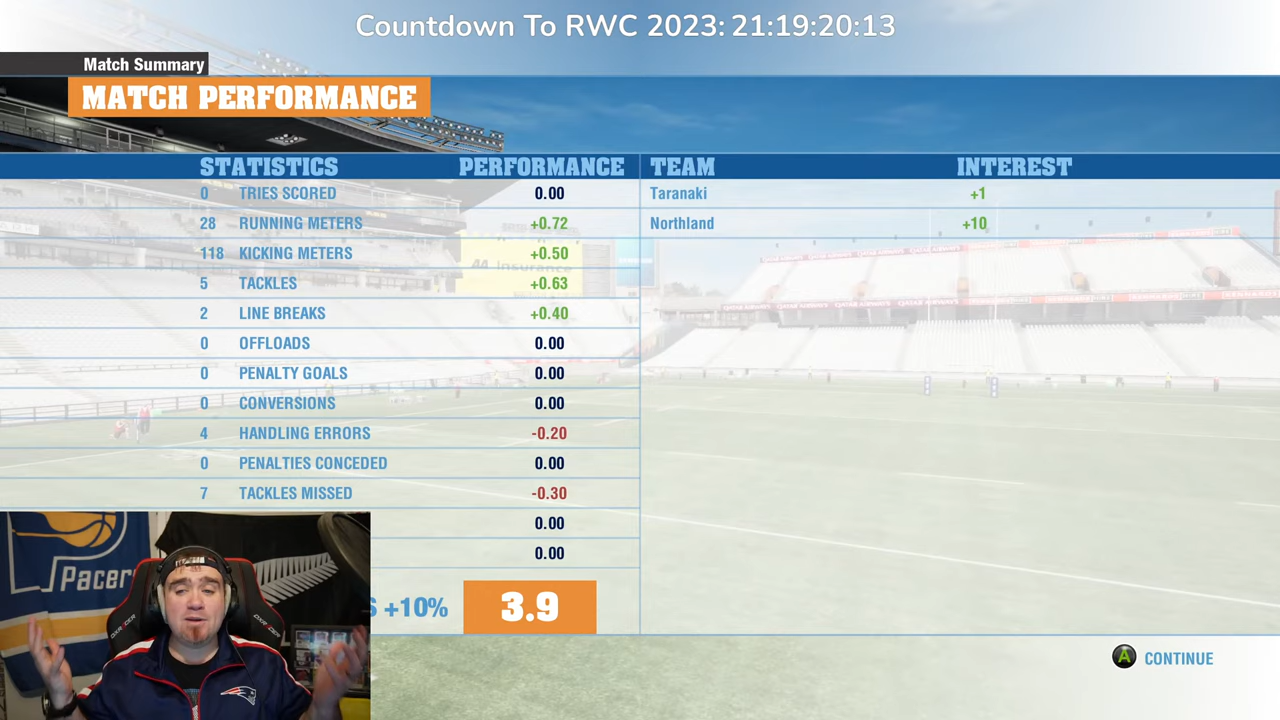 Countdown To RWC 2023: 21:19:20:13
Match Summary
MATCH PERFORMANCE
STATISTICS PERFORMANCE TEAM INTEREST
0 TRIES SCORED 0.00 Taranaki +1
28 RUNNING METERS +0.72 Northland +10
118 KICKING METERS +0.50
AA Insurance
5 TACKLES +0.63
2 LINE BREAKS +0.40
0 OFFLOADS 0.00
0 PENALTY GOALS 0.00
0 CONVERSIONS 0.00
4 HANDLING ERRORS -0.20
0 PENALTIES CONCEDED 0.00
7 TACKLES MISSED -0.30
0.00
0.00
S +10% 3.9
Pacer
A CONTINUE